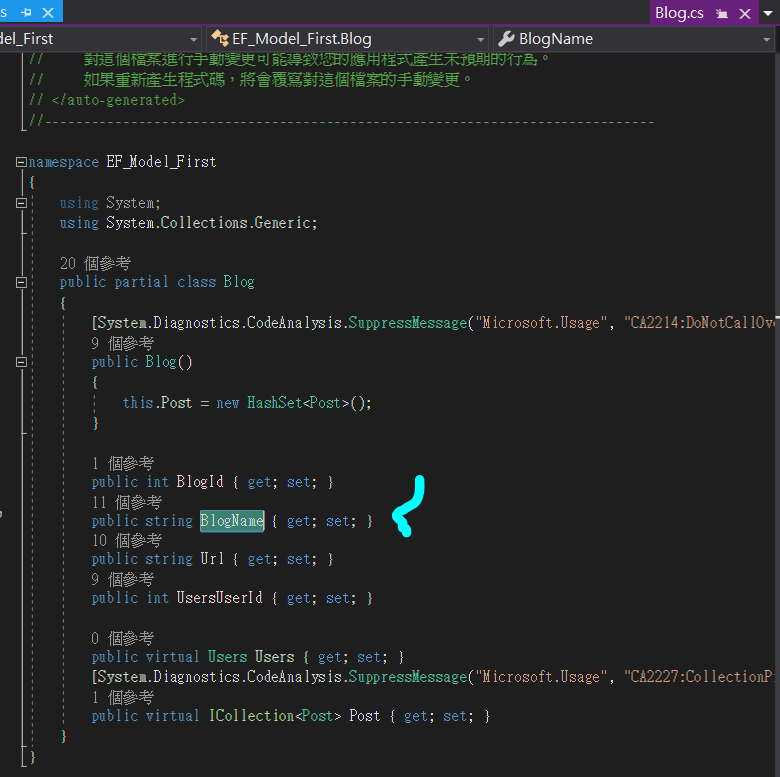 s
Blog.cs
del_First
EF_Model_First.Blog
BlogName
// 對這個檔案進行手動變更可能導致您的應用程式產生未預期的行為。
// 如果重新產生程式碼，將會覆寫對這個檔案的手動變更。
// </auto-generated>
//------------------------------------------------------------------------------
namespace EF_Model_First
{
using System;
using System.Collections.Generic;
20 個參考
public partial class Blog
{
[System.Diagnostics.CodeAnalysis.SuppressMessage("Microsoft.Usage", "CA2214:DoNotCallOve
9 個參考
public Blog()
{
this.Post = new HashSet<Post>();
}
1 個參考
public int BlogId { get; set; }
11 個參考
public string BlogName { get; set; }
10 個參考
public string Url { get; set; }
9 個參考
public int UsersUserId { get; set; }
0 個參考
public virtual Users Users { get; set; }
[System.Diagnostics.CodeAnalysis.SuppressMessage("Microsoft.Usage", "CA2227:CollectionP
1 個參考
public virtual ICollection<Post> Post { get; set; }
}
}